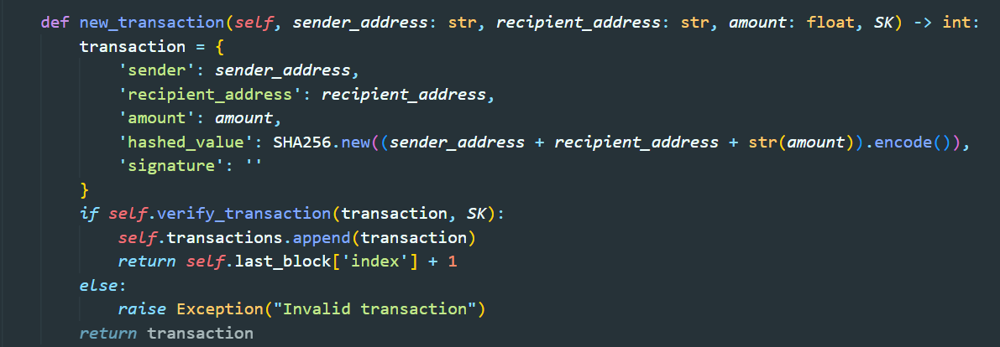 def new_transaction(self, sender_address: str, recipient_address: str, amount: float, SK) -> int:
    transaction = {
        'sender': sender_address,
        'recipient_address': recipient_address,
        'amount': amount,
        'hashed_value': SHA256.new((sender_address + recipient_address + str(amount)).encode()),
        'signature': ''
    }
    if self.verify_transaction(transaction, SK):
        self.transactions.append(transaction)
        return self.last_block['index'] + 1
    else:
        raise Exception("Invalid transaction")
    return transaction